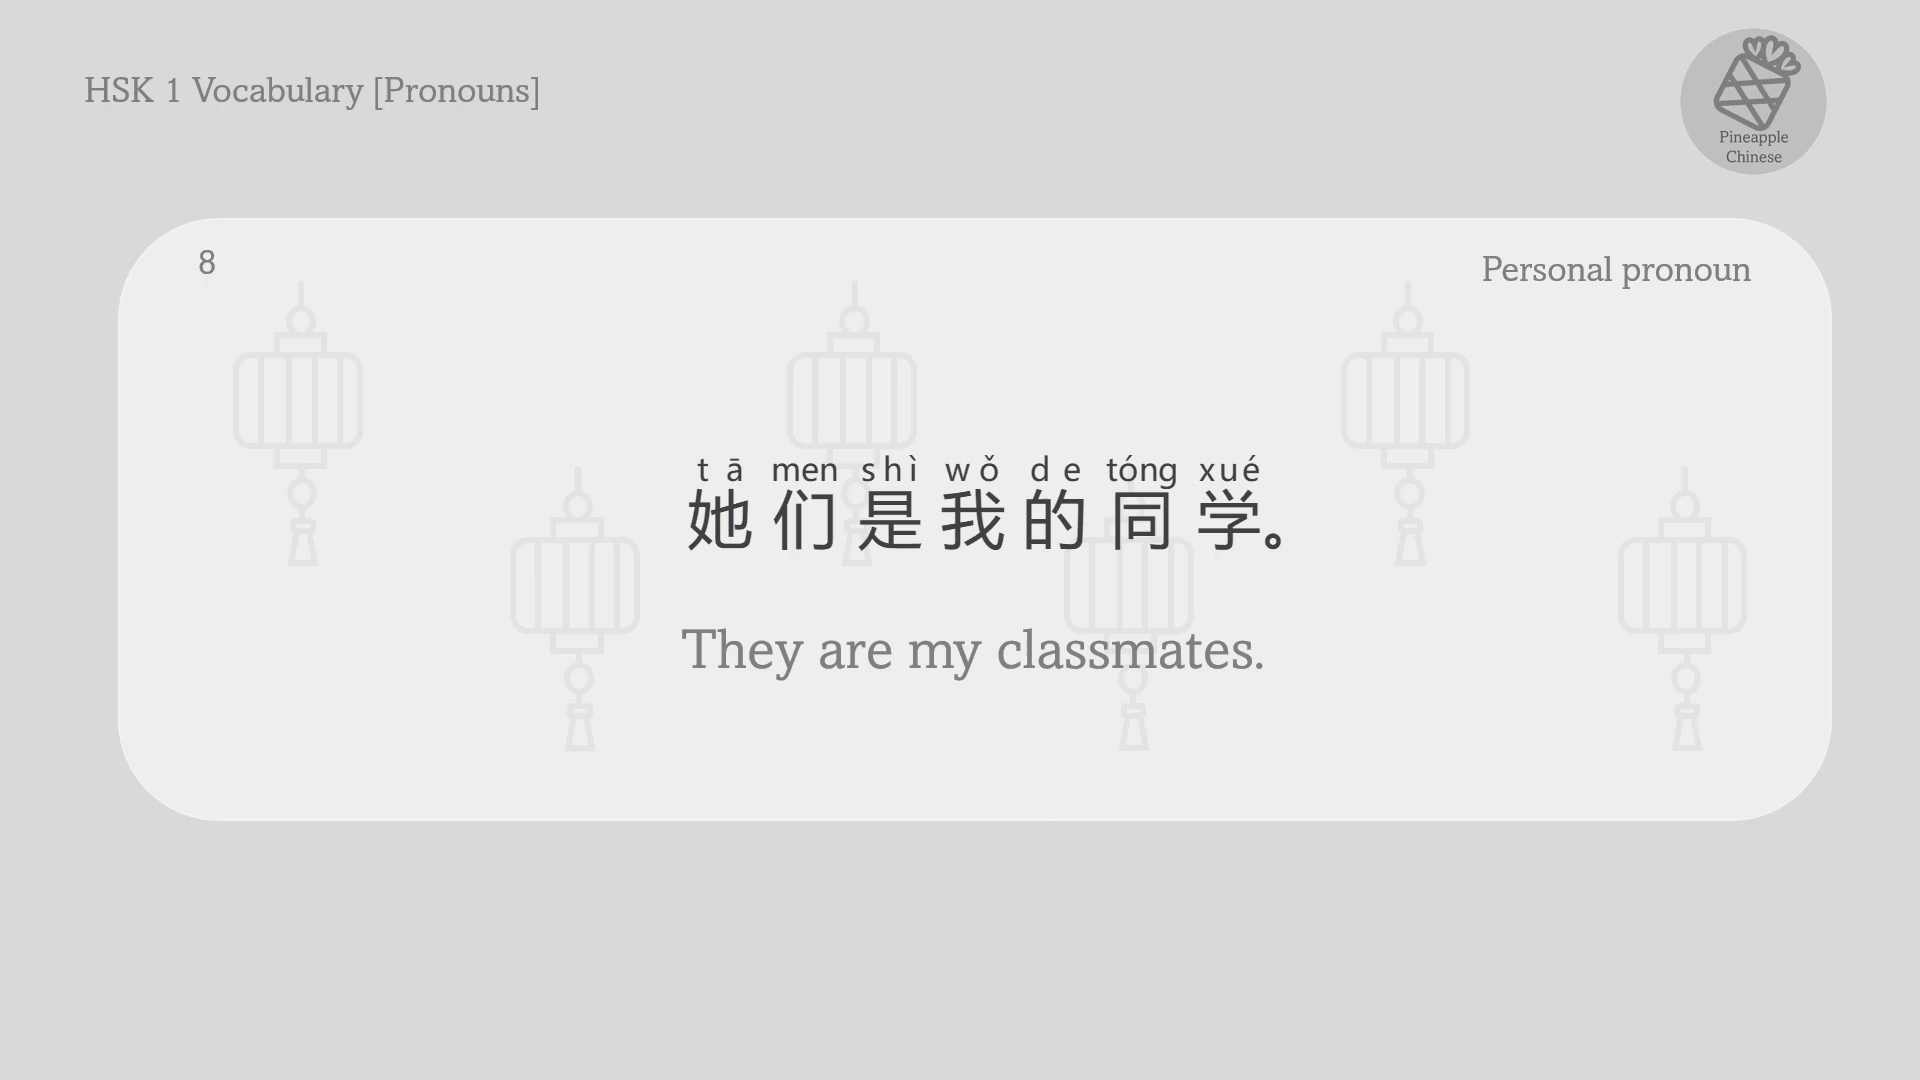 HSK 1 Vocabulary [Pronouns]
Pineapple
Chinese
8
Personal pronoun
tā men shì wǒ de tóng xué
她们是我的同学。
They are my classmates.